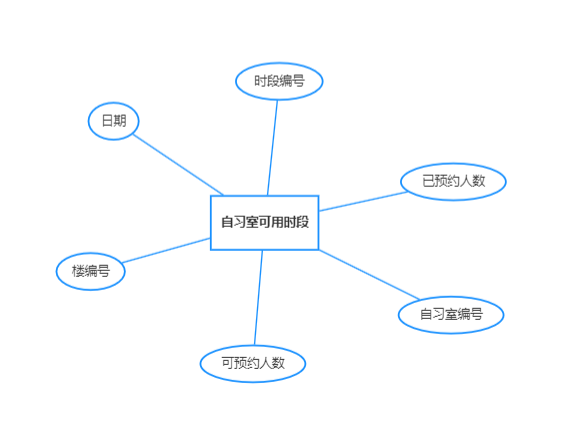 时段编号
日期
已预约人数
自习室可用时段
楼编号
自习室编号
可预约人数